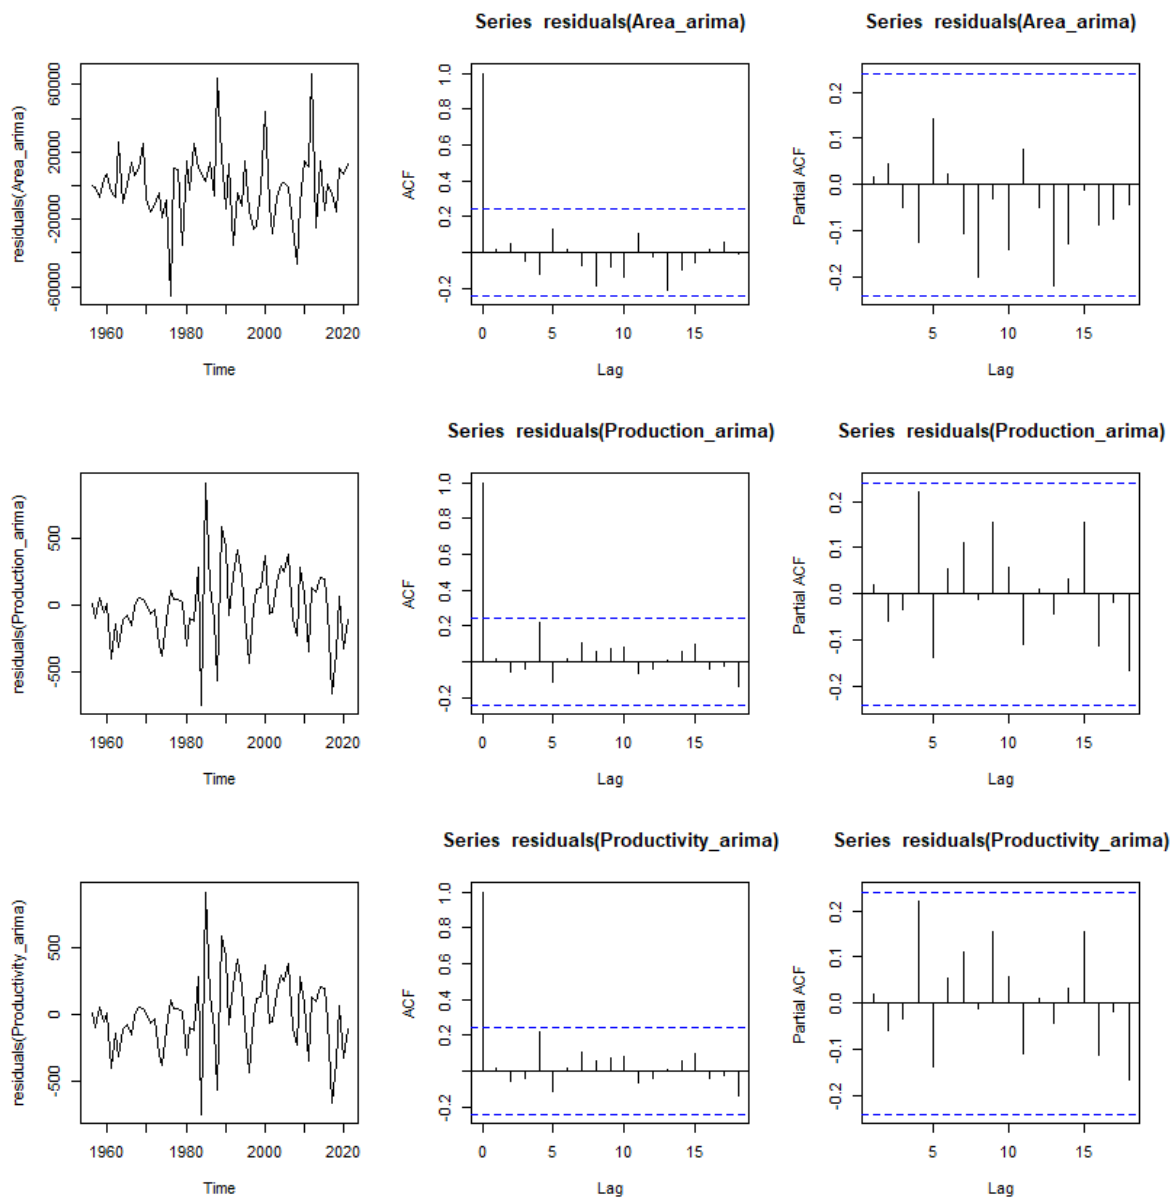 Series residuals(Area_arima)
Series residuals(Area_arima)
residuals(Area_arima)
-60000 -20000 20000 60000
1960 1980 2000 2020
Time
ACF
-0.2 0.2 0.4 0.6 0.8 1.0
0 5 10 15
Lag
Partial ACF
-0.2 -0.1 0.0 0.1 0.2
5 10 15
Lag
Series residuals(Production_arima)
Series residuals(Production_arima)
residuals(Production_arima)
-500 0 500
1960 1980 2000 2020
Time
ACF
-0.2 0.2 0.4 0.6 0.8 1.0
0 5 10 15
Lag
Partial ACF
-0.2 -0.1 0.0 0.1 0.2
5 10 15
Lag
Series residuals(Productivity_arima)
Series residuals(Productivity_arima)
residuals(Productivity_arima)
-500 0 500
1960 1980 2000 2020
Time
ACF
-0.2 0.2 0.4 0.6 0.8 1.0
0 5 10 15
Lag
Partial ACF
-0.2 -0.1 0.0 0.1 0.2
5 10 15
Lag